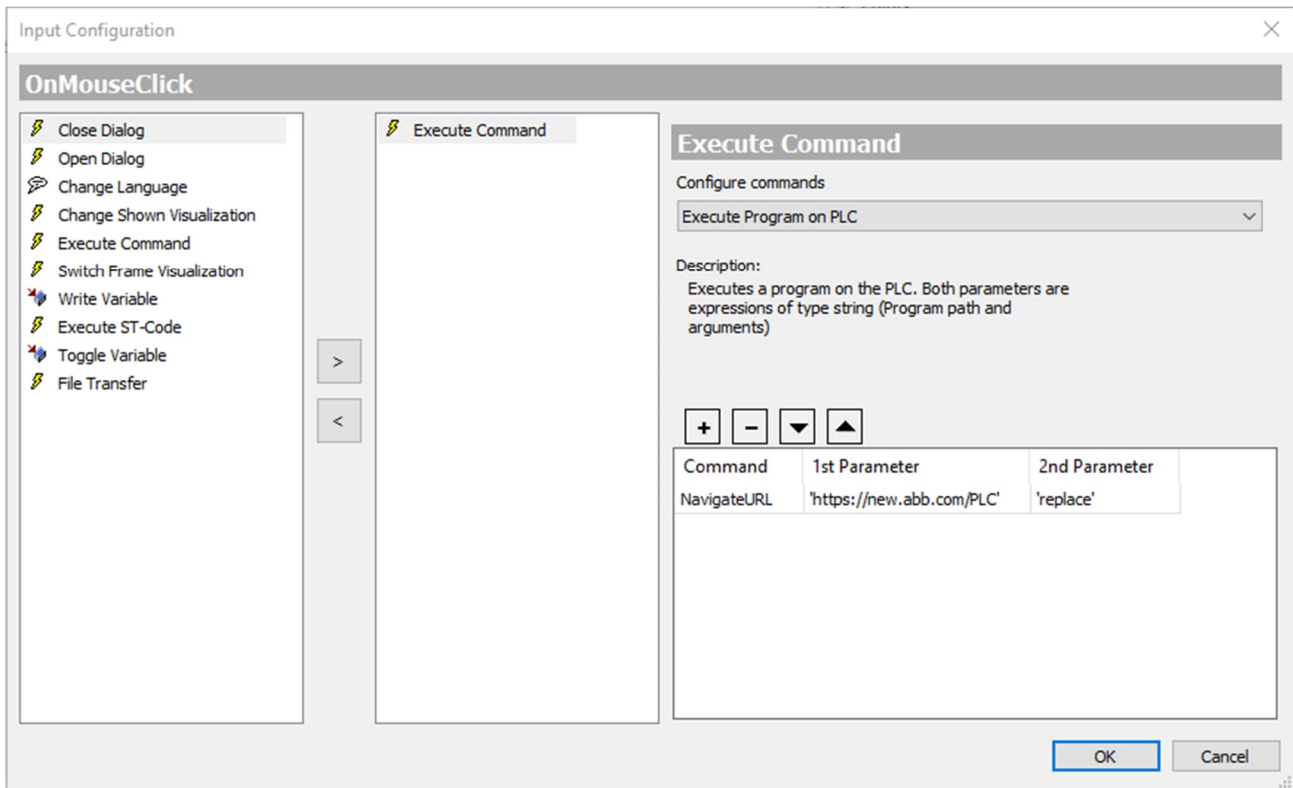 Input Configuration
OnMouseClick
Close Dialog
Open Dialog
Change Language
Change Shown Visualization
Execute Command
Switch Frame Visualization
Write Variable
Execute ST-Code
Toggle Variable
File Transfer
>
<
Execute Command
Execute Command
Configure commands
Execute Program on PLC
Description:
Executes a program on the PLC. Both parameters are
expressions of type string (Program path and
arguments)
+ -
Command 1st Parameter 2nd Parameter
NavigateURL 'https://new.abb.com/PLC' 'replace'
OK Cancel